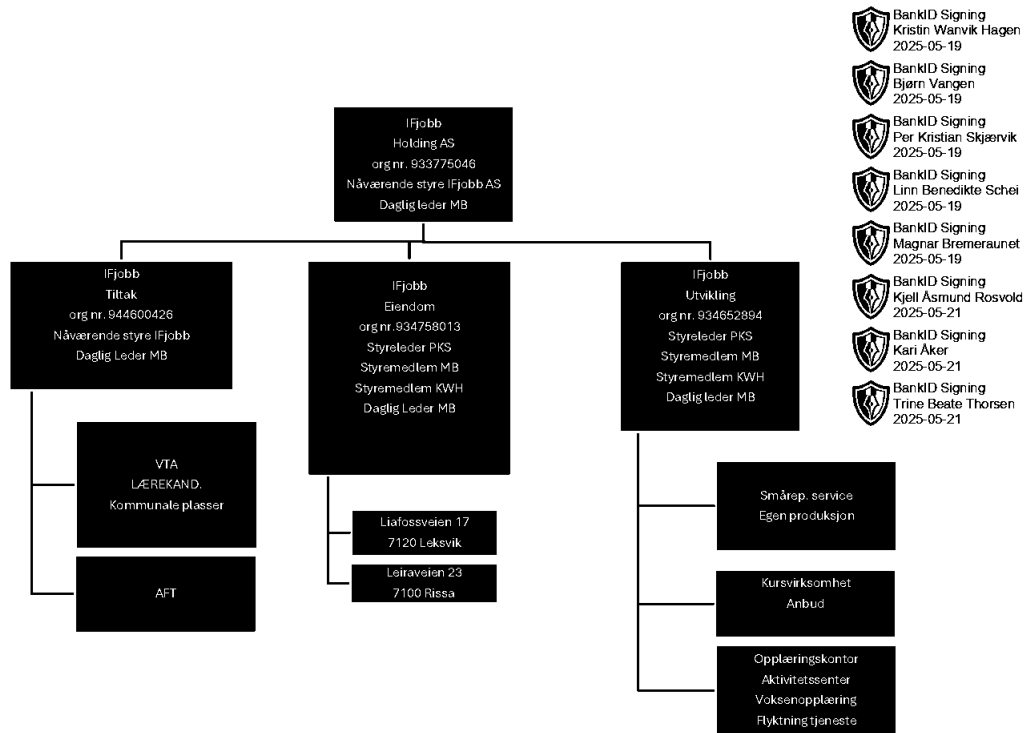 IFjobb
Holding AS
org nr. 933775046
Nåværende styre IFjobb AS
Daglig leder MB
IFjobb
Tiltak
org nr. 944600426
Nåværende styre IFjobb
Daglig Leder MB
VTA
LÆREKAND.
Kommunale plasser
AFT
IFjobb
Eiendom
org nr.934758013
Styreleder PKS
Styremedlem MB
Styremedlem KWH
Daglig Leder MB
Liafossveien 17
7120 Leksvik
Leiraveien 23
7100 Rissa
IFjobb
Utvikling
org nr. 934652894
Styreleder PKS
Styremedlem MB
Styremedlem KWH
Daglig leder MB
Smårep. service
Egen produksjon
Kursvirksomhet
Anbud
Opplæringskontor
Aktivitetssenter
Voksenopplæring
Flyktning tjeneste
BankID Signing
Kristin Wanvik Hagen
2025-05-19
BankID Signing
Bjørn Vangen
2025-05-19
BankID Signing
Per Kristian Skjærvik
2025-05-19
BankID Signing
Linn Benedikte Schei
2025-05-19
BankID Signing
Magnar Bremeraunet
2025-05-19
BankID Signing
Kjell Åsmund Rosvold
2025-05-21
BankID Signing
Kari Åker
2025-05-21
BankID Signing
Trine Beate Thorsen
2025-05-21